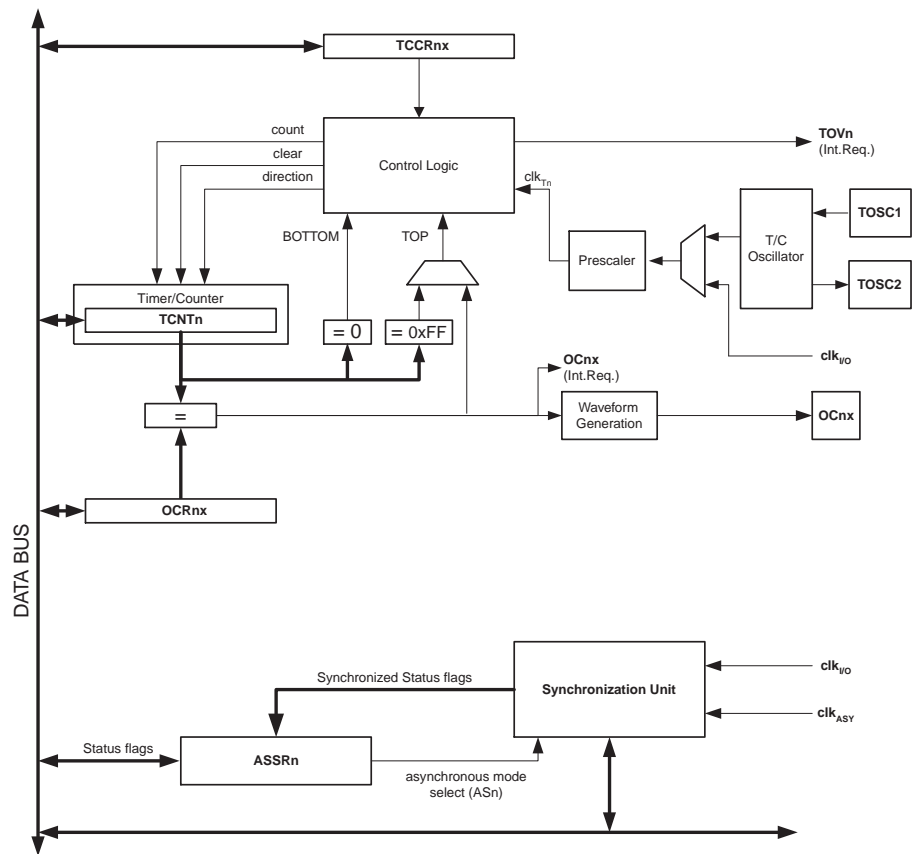 TCCRnx
count
clear
direction
Control Logic
TOVn
(Int.Req.)
clkTn
BOTTOM
TOP
TOSC1
T/C
Oscillator
Prescaler
TOSC2
Timer/Counter
TCNTn
= 0
= 0xFF
clkI/O
OCnx
(Int.Req.)
=
Waveform
Generation
OCnx
OCRnx
DATA BUS
Synchronized Status flags
Synchronization Unit
clkI/O
clkASY
Status flags
ASSRn
asynchronous mode
select (ASn)